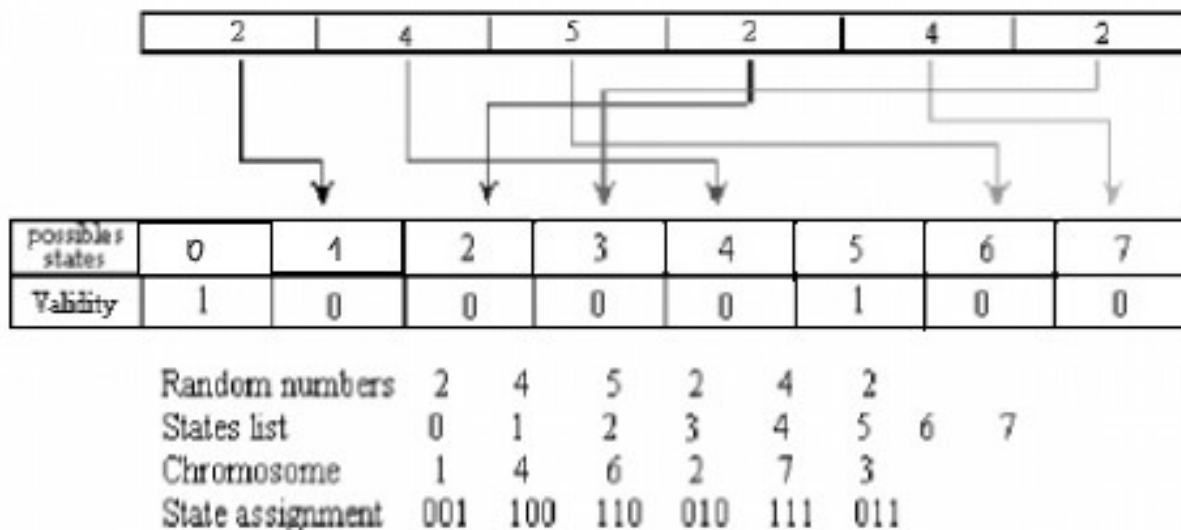 2 4 5 2 4 2
possibles states 0 1 2 3 4 5 6 7
Validity 1 0 0 0 0 1 0 0
Random numbers 2 4 5 2 4 2
States list 0 1 2 3 4 5 6 7
Chromosome 1 4 6 2 7 3
State assignment 001 100 110 010 111 011